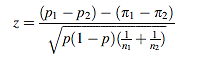 z = \frac{(p_1 - p_2) - (\pi_1 - \pi_2)}{\sqrt{p(1 - p)(\frac{1}{n_1} + \frac{1}{n_2})}}